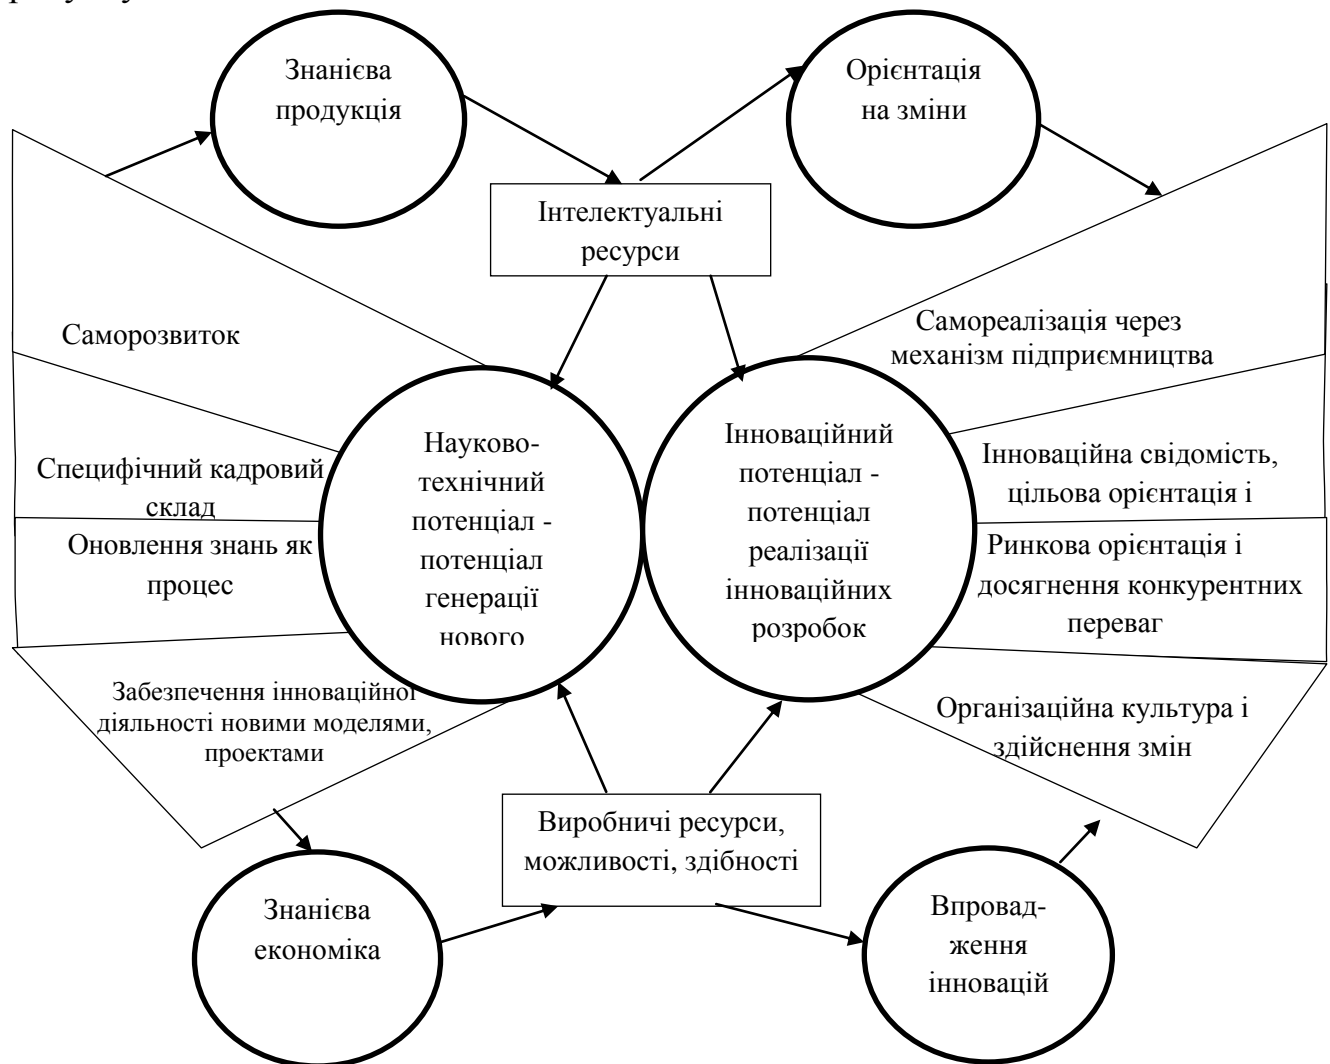 Знанієва
продукція
Орієнтація
на зміни
Інтелектуальні
ресурси
Саморозвиток
Самореалізація через
механізм підприємництва
Специфічний кадровий
склад
Науково-
технічний
потенціал -
потенціал
генерації
нового
Інноваційний
потенціал -
потенціал
реалізації
інноваційних
розробок
Інноваційна свідомість,
цільова орієнтація і
Оновлення знань як
процес
Ринкова орієнтація і
досягнення конкурентних
переваг
Забезпечення інноваційної
діяльності новими моделями,
проектами
Організаційна культура і
здійснення змін
Виробничі ресурси,
можливості, здібності
Знанієва
економіка
Впровад-
ження
інновацій